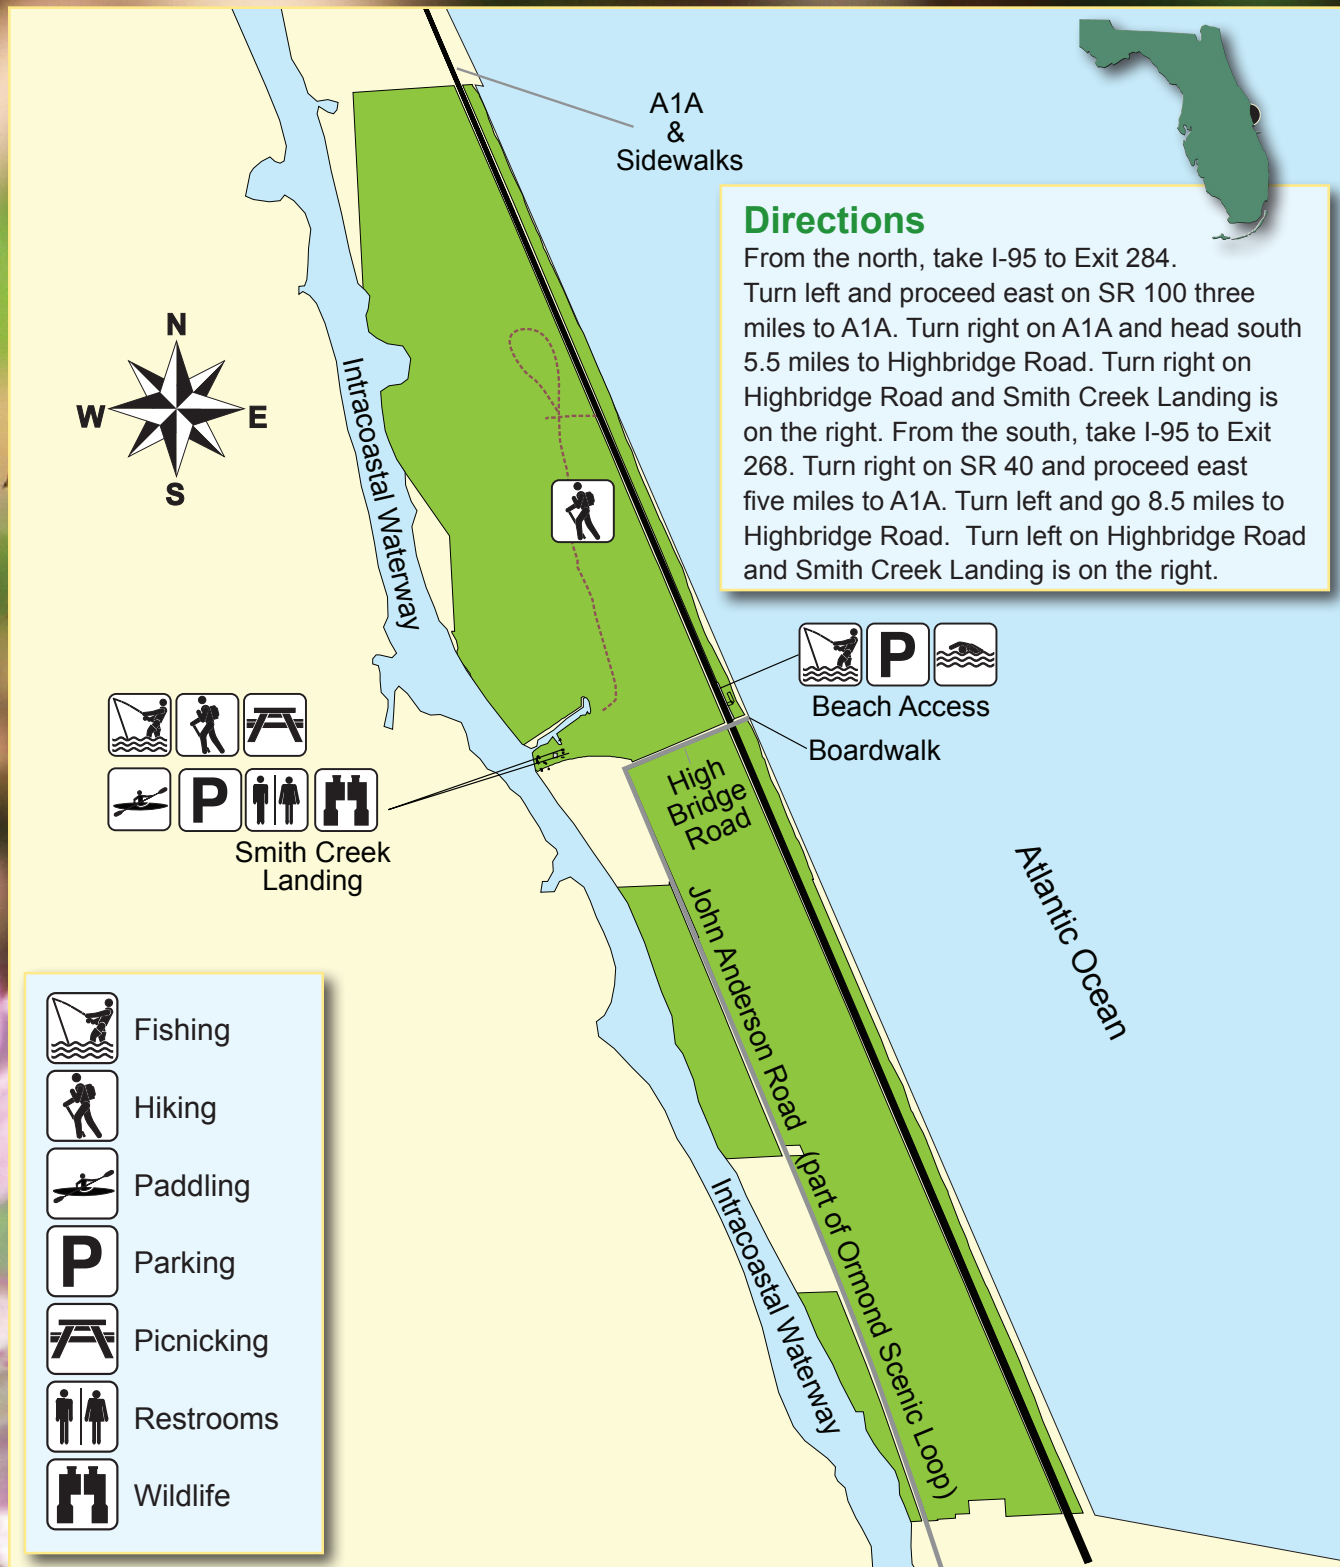 A1A
&
Sidewalks
Directions
From the north, take I-95 to Exit 284.
Turn left and proceed east on SR 100 three
miles to A1A. Turn right on A1A and head south
5.5 miles to Highbridge Road. Turn right on
Highbridge Road and Smith Creek Landing is
on the right. From the south, take I-95 to Exit
268. Turn right on SR 40 and proceed east
five miles to A1A. Turn left and go 8.5 miles to
Highbridge Road.  Turn left on Highbridge Road
and Smith Creek Landing is on the right.
N
W
E
S
Intracoastal Waterway
P
Beach Access
Boardwalk
High
Bridge
Road
P
Smith Creek
Landing
Atlantic Ocean
John Anderson Road (part of Ormond Scenic Loop)
Intracoastal Waterway
Fishing
Hiking
Paddling
P Parking
Picnicking
Restrooms
Wildlife